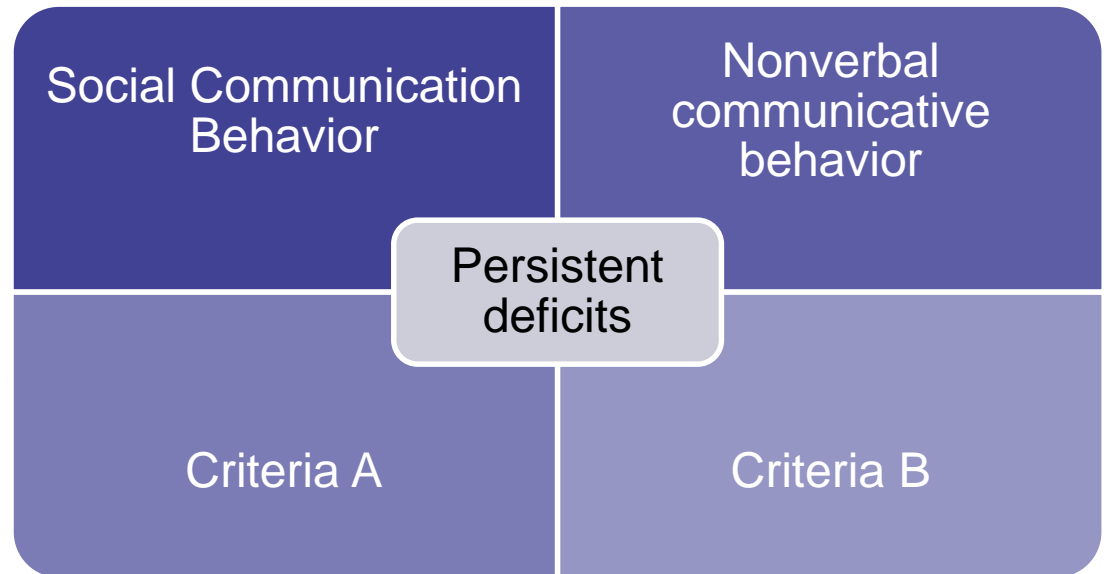 Social Communication
Behavior
Nonverbal
communicative
behavior
Persistent
deficits
Criteria A
Criteria B